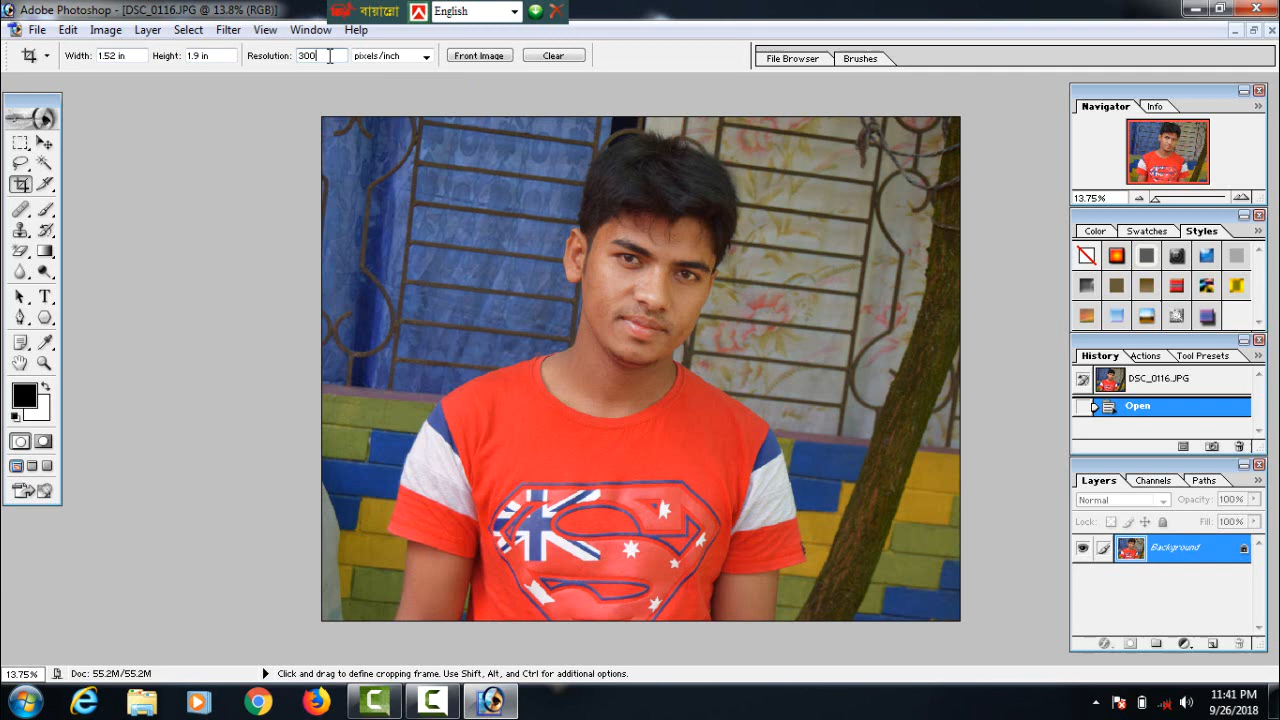 Adobe Photoshop - [DSC_0116.JPG @ 13.8% (RGB)]
বায়ান্নো
English
File Edit Image Layer Select Filter View Window Help
Width: 1.52 in Height: 1.9 in Resolution: 300 pixels/inch Front Image Clear
File Browser Brushes
Navigator Info
13.75%
Color Swatches Styles
History Actions Tool Presets
DSC_0116.JPG
Open
Layers Channels Paths
Normal Opacity: 100%
Lock: Fill: 100%
Background
13.75% Doc: 55.2M/55.2M Click and drag to define cropping frame. Use Shift, Alt, and Ctrl for additional options.
11:41 PM
9/26/2018